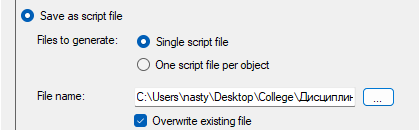 Save as script file
Files to generate: Single script file
One script file per object
File name: C:\Users\nasty\Desktop\College\Дисциплин ...
Overwrite existing file